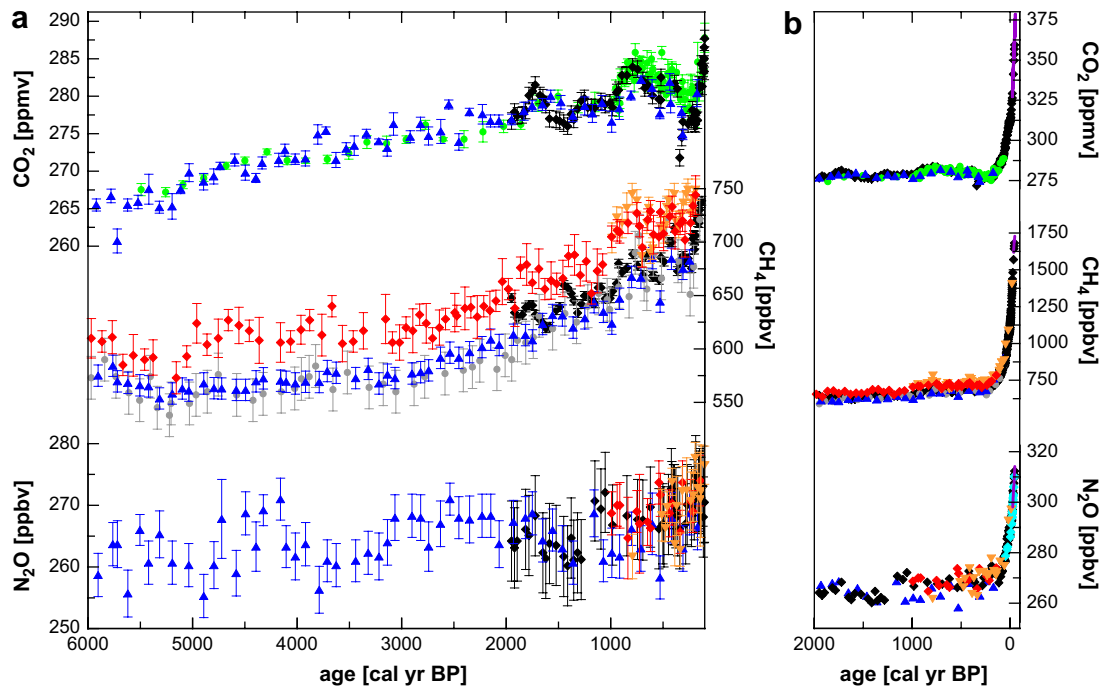 a
290
285
280
275
270
265
260
CO2 [ppmv]
750
700
650
600
550
CH4 [ppbv]
280
270
260
250
N2O [ppbv]
6000 5000 4000 3000 2000 1000
age [cal yr BP]
b
375
350
325
300
275
CO2 [ppmv]
1750
1500
1250
1000
750
CH4 [ppbv]
320
300
280
260
N2O [ppbv]
2000 1000 0
age [cal yr BP]